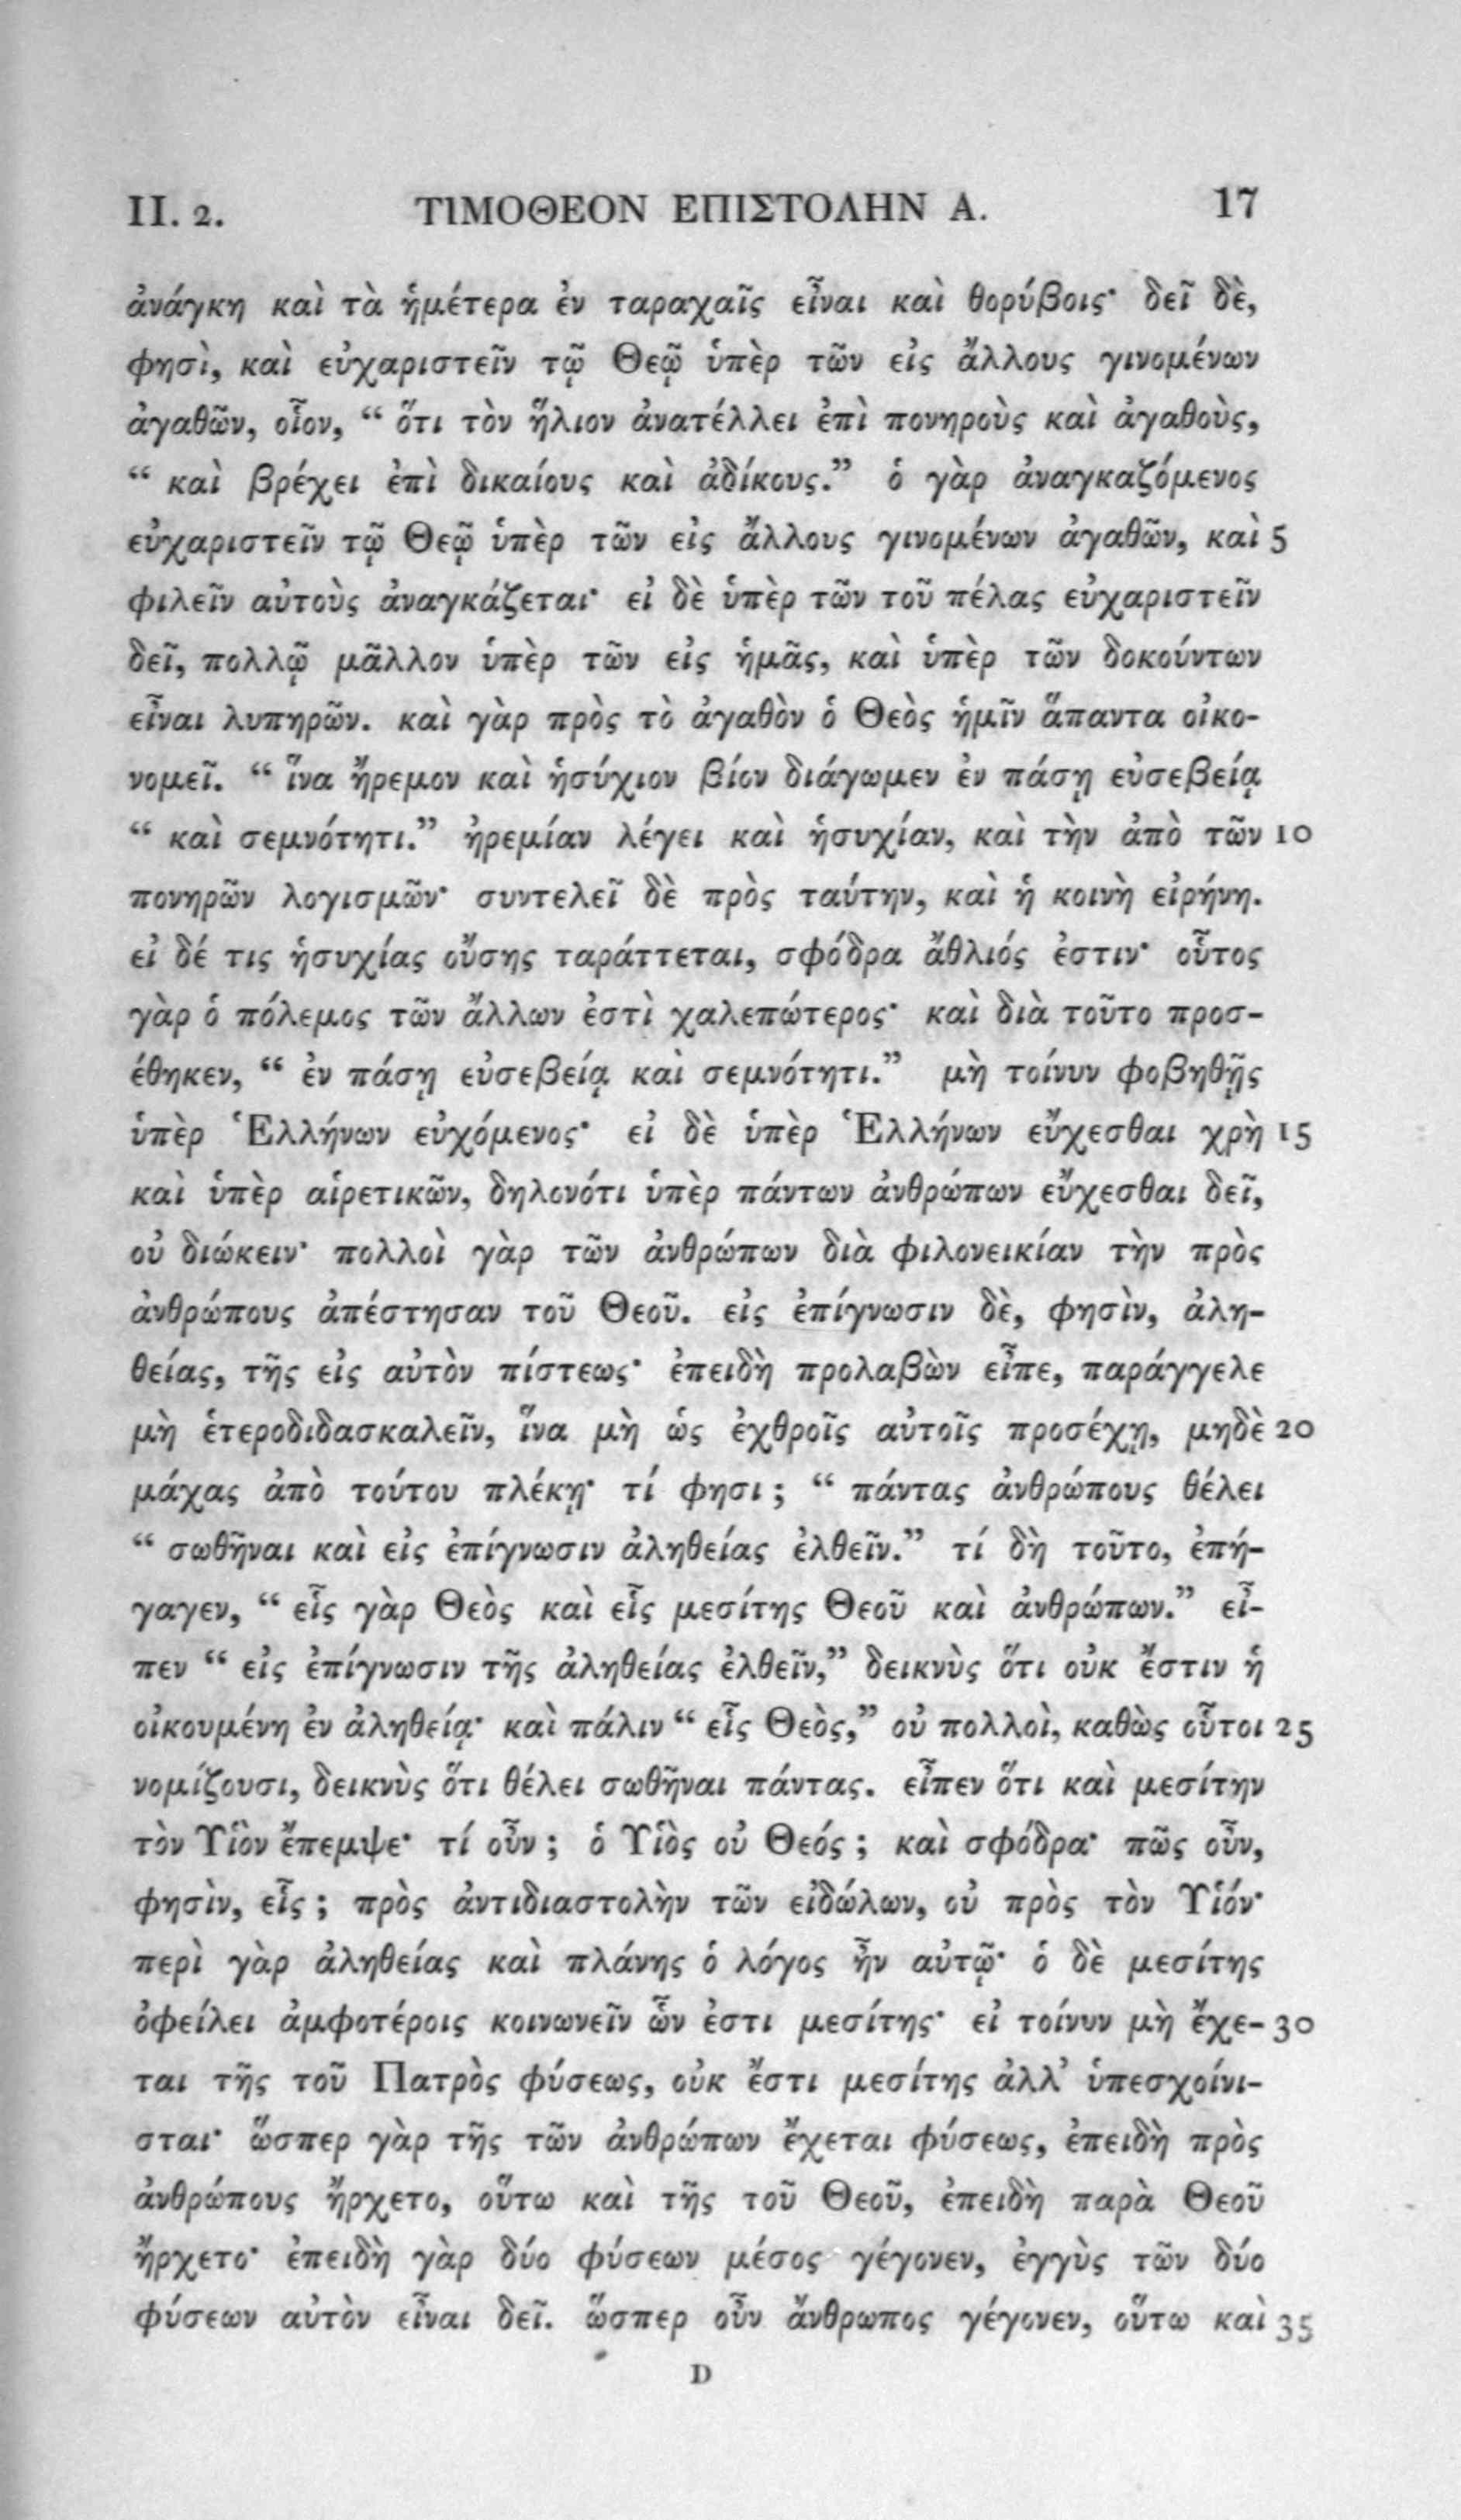 II. 2. ΤΙΜΟΘΕΟΝ ΕΠΙΣΤΟΛΗΝ Α. 17
ἀνάγκη καὶ τὰ ἡμέτερα ἐν ταραχαῖς εἶναι καὶ θορύβοις· δεῖ δὲ,
φησὶ, καὶ εὐχαριστεῖν τῷ Θεῷ ὑπὲρ τῶν εἰς ἄλλους γινομένων
ἀγαθῶν, οἷον, “ ὅτι τὸν ἥλιον ἀνατέλλει ἐπὶ πονηροὺς καὶ ἀγαθοὺς,
“ καὶ βρέχει ἐπὶ δικαίους καὶ ἀδίκους.” ὁ γὰρ ἀναγκαζόμενος
εὐχαριστεῖν τῷ Θεῷ ὑπὲρ τῶν εἰς ἄλλους γινομένων ἀγαθῶν, καὶ 5
φιλεῖν αὐτοὺς ἀναγκάζεται· εἰ δὲ ὑπὲρ τῶν τοῦ πέλας εὐχαριστεῖν
δεῖ, πολλῷ μᾶλλον ὑπὲρ τῶν εἰς ἡμᾶς, καὶ ὑπὲρ τῶν δοκούντων
εἶναι λυπηρῶν. καὶ γὰρ πρὸς τὸ ἀγαθὸν ὁ Θεὸς ἡμῖν ἅπαντα οἰκο-
νομεῖ. “ ἵνα ἤρεμον καὶ ἡσύχιον βίον διάγωμεν ἐν πάσῃ εὐσεβείᾳ
“ καὶ σεμνότητι.” ἠρεμίαν λέγει καὶ ἡσυχίαν, καὶ τὴν ἀπὸ τῶν 10
πονηρῶν λογισμῶν· συντελεῖ δὲ πρὸς ταύτην, καὶ ἡ κοινὴ εἰρήνη.
εἰ δέ τις ἡσυχίας οὔσης ταράττεται, σφόδρα ἄθλιός ἐστιν· οὗτος
γὰρ ὁ πόλεμος τῶν ἄλλων ἐστὶ χαλεπώτερος· καὶ διὰ τοῦτο προσ-
έθηκεν, “ ἐν πάσῃ εὐσεβείᾳ καὶ σεμνότητι.” μὴ τοίνυν φοβηθῇς
ὑπὲρ Ἑλλήνων εὐχόμενος· εἰ δὲ ὑπὲρ Ἑλλήνων εὔχεσθαι χρὴ 15
καὶ ὑπὲρ αἱρετικῶν, δηλονότι ὑπὲρ πάντων ἀνθρώπων εὔχεσθαι δεῖ,
οὐ διώκειν· πολλοὶ γὰρ τῶν ἀνθρώπων διὰ φιλονεικίαν τὴν πρὸς
ἀνθρώπους ἀπέστησαν τοῦ Θεοῦ. εἰς ἐπίγνωσιν δὲ, φησὶν, ἀλη-
θείας, τῆς εἰς αὐτὸν πίστεως· ἐπειδὴ προλαβὼν εἶπε, παράγγελε
μὴ ἑτεροδιδασκαλεῖν, ἵνα μὴ ὡς ἐχθροῖς αὐτοῖς προσέχῃ, μηδὲ 20
μάχας ἀπὸ τούτου πλέκῃ· τί φησι ; “ πάντας ἀνθρώπους θέλει
“ σωθῆναι καὶ εἰς ἐπίγνωσιν ἀληθείας ἐλθεῖν.” τί δὴ τοῦτο, ἐπή-
γαγεν, “ εἷς γὰρ Θεὸς καὶ εἷς μεσίτης Θεοῦ καὶ ἀνθρώπων.” εἶ-
πεν “ εἰς ἐπίγνωσιν τῆς ἀληθείας ἐλθεῖν,” δεικνὺς ὅτι οὐκ ἔστιν ἡ
οἰκουμένη ἐν ἀληθείᾳ· καὶ πάλιν “ εἷς Θεὸς,” οὐ πολλοὶ, καθὼς οὗτοι 25
νομίζουσι, δεικνὺς ὅτι θέλει σωθῆναι πάντας. εἶπεν ὅτι καὶ μεσίτην
τὸν Υἱὸν ἔπεμψε· τί οὖν ; ὁ Υἱὸς οὐ Θεός ; καὶ σφόδρα· πῶς οὖν,
φησὶν, εἷς ; πρὸς ἀντιδιαστολὴν τῶν εἰδώλων, οὐ πρὸς τὸν Υἱόν·
περὶ γὰρ ἀληθείας καὶ πλάνης ὁ λόγος ἦν αὐτῷ· ὁ δὲ μεσίτης
ὀφείλει ἀμφοτέροις κοινωνεῖν ὧν ἐστι μεσίτης· εἰ τοίνυν μὴ ἔχε- 30
ται τῆς τοῦ Πατρὸς φύσεως, οὐκ ἔστι μεσίτης ἀλλ’ ὑπεσχοίνι-
σται· ὥσπερ γὰρ τῆς τῶν ἀνθρώπων ἔχεται φύσεως, ἐπειδὴ πρὸς
ἀνθρώπους ἤρχετο, οὕτω καὶ τῆς τοῦ Θεοῦ, ἐπειδὴ παρὰ Θεοῦ
ἤρχετο· ἐπειδὴ γὰρ δύο φύσεων μέσος γέγονεν, ἐγγὺς τῶν δύο
φύσεων αὐτὸν εἶναι δεῖ. ὥσπερ οὖν ἄνθρωπος γέγονεν, οὕτω καὶ 35
D